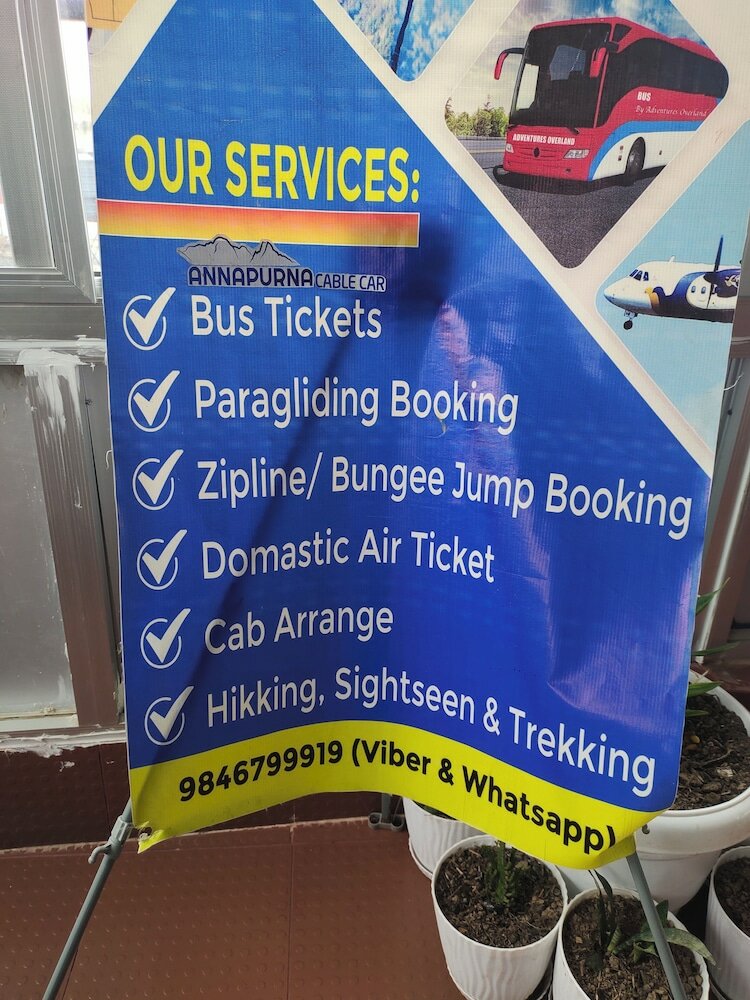 BUS
By Adventures Overland
ADVENTURES OVERLAND
OUR SERVICES:
ANNAPURNA CABLE CAR
Bus Tickets
Paragliding Booking
Zipline/ Bungee Jump Booking
Domastic Air Ticket
Cab Arrange
Hikking, Sightseen & Trekking
9846799919 (Viber & Whatsapp)